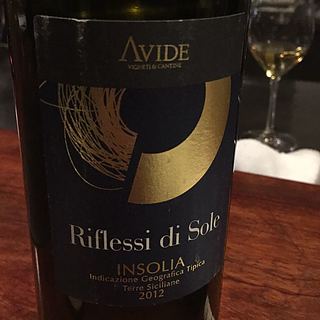 AVIDE
VIGNETI & CANTINE
Riflessi di Sole
INSOLIA
Indicazione Geografica Tipica
Terre Siciliane
2012